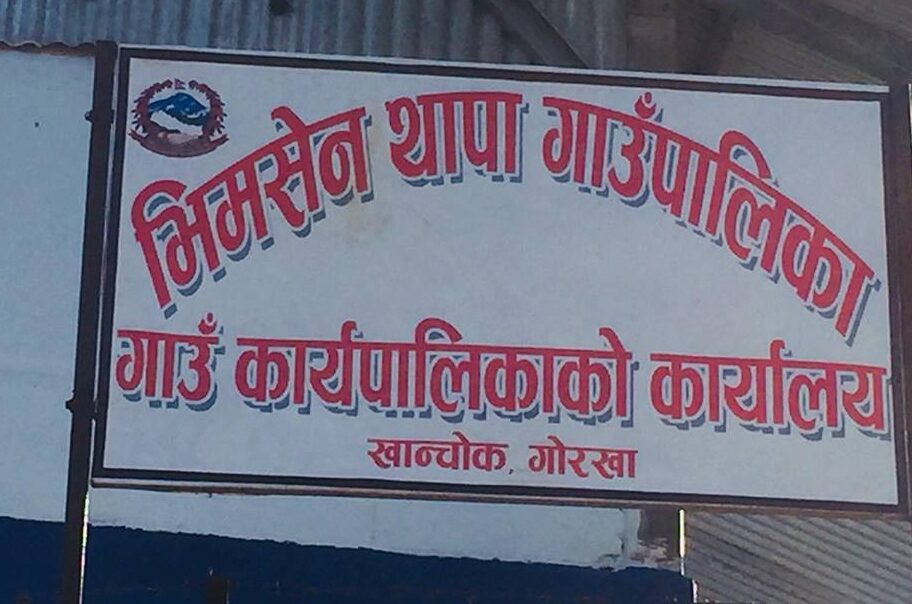 भिमसेन थापा गाउँपालिका
गाउँ कार्यपालिकाको कार्यालय
खान्चोक, गोरखा